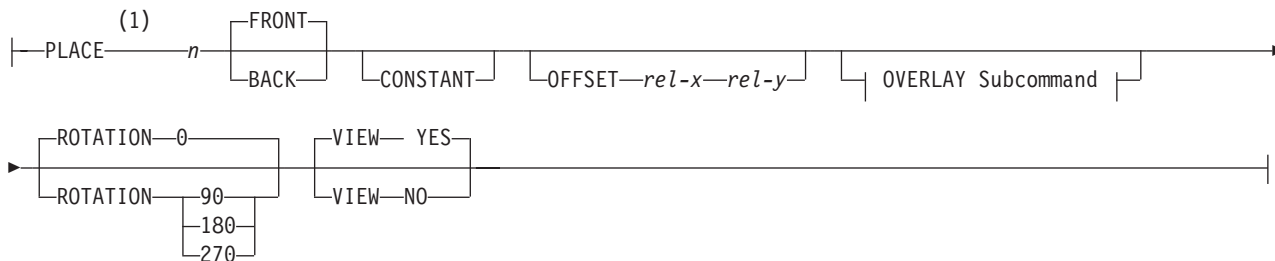 (1) FRONT
PLACE n
BACK CONSTANT OFFSET rel-x rel-y OVERLAY Subcommand
ROTATION 0 VIEW YES
ROTATION 90 VIEW NO
180
270